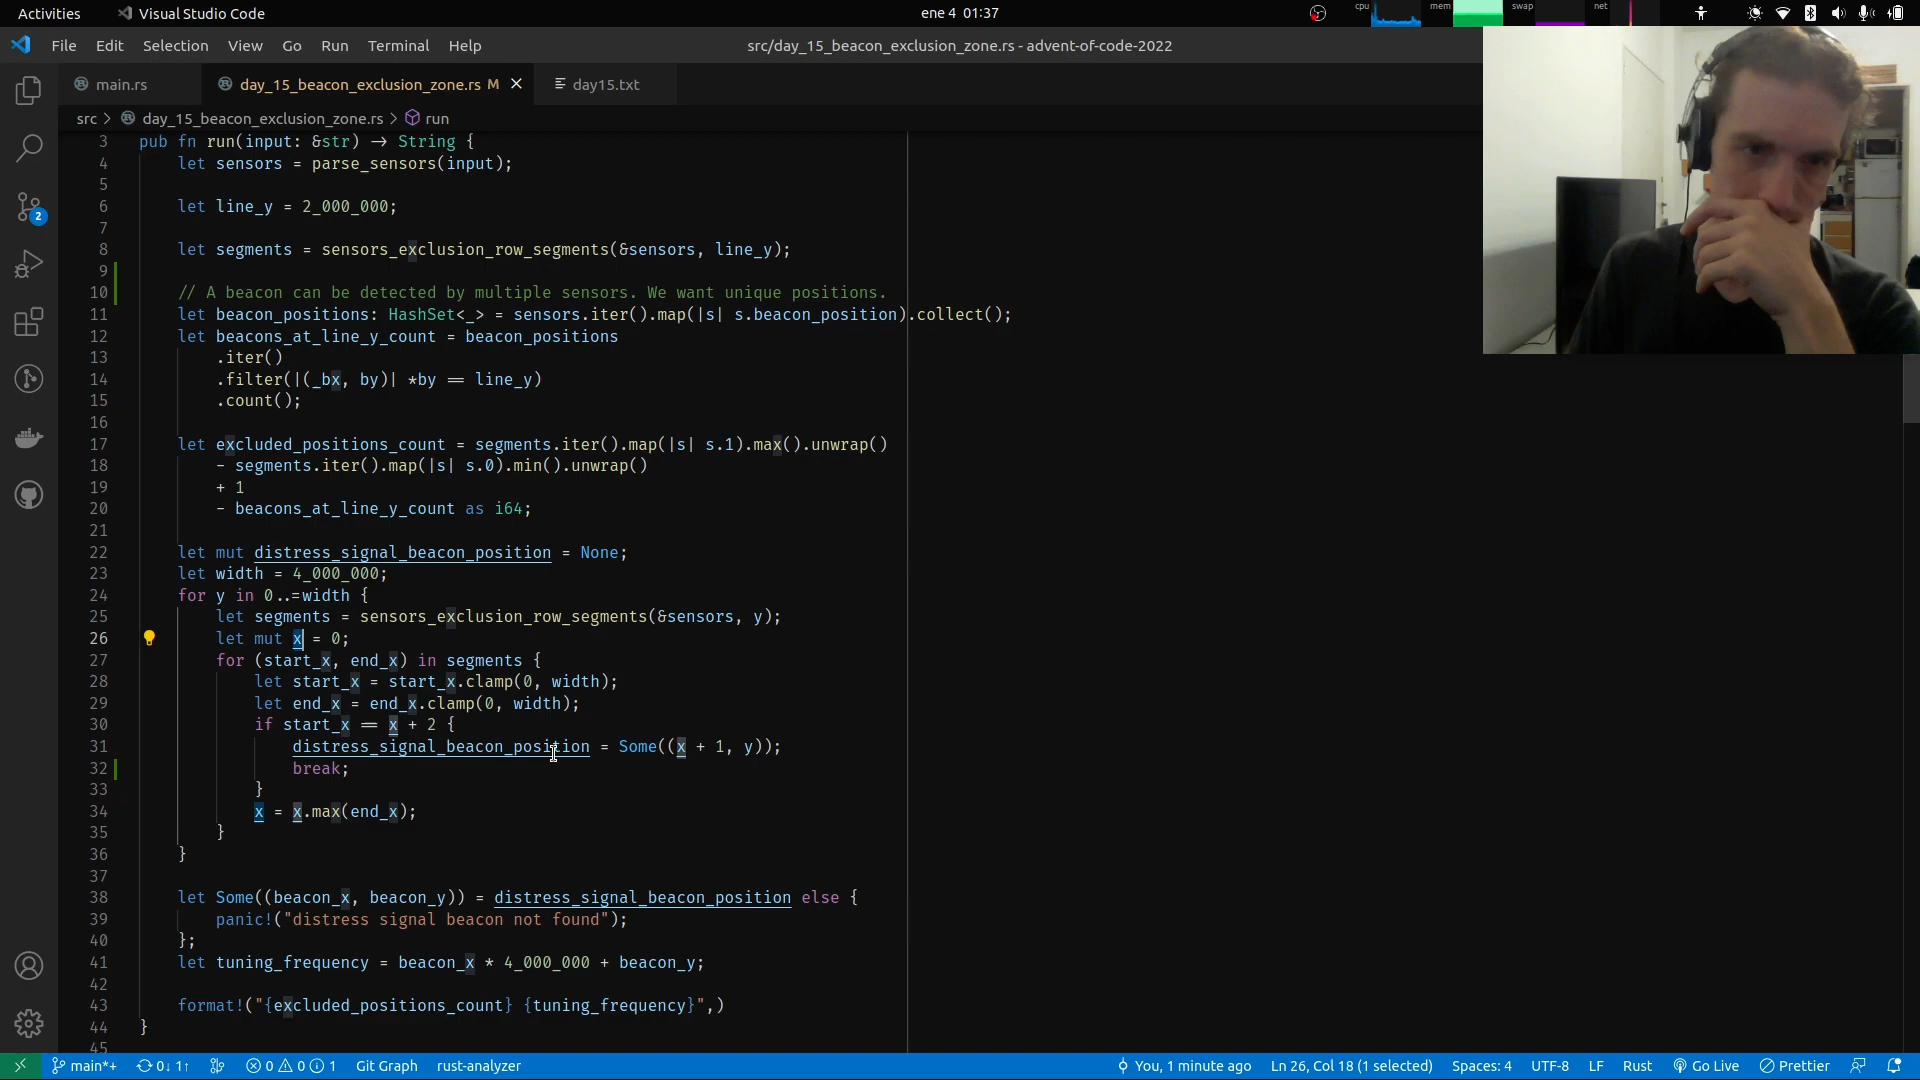 Activities Visual Studio Code ene 4 01:37 cpu mem swap net
File Edit Selection View Go Run Terminal Help src/day_15_beacon_exclusion_zone.rs - advent-of-code-2022
main.rs day_15_beacon_exclusion_zone.rs M day15.txt
src > day_15_beacon_exclusion_zone.rs > run
3 pub fn run(input: &str) → String {
4 let sensors = parse_sensors(input);
5
6 let line_y = 2_000_000;
7
8 let segments = sensors_exclusion_row_segments(&sensors, line_y);
9
10 // A beacon can be detected by multiple sensors. We want unique positions.
11 let beacon_positions: HashSet<_> = sensors.iter().map(|s| s.beacon_position).collect();
12 let beacons_at_line_y_count = beacon_positions
13 .iter()
14 .filter(|(_bx, by)| *by == line_y)
15 .count();
16
17 let excluded_positions_count = segments.iter().map(|s| s.1).max().unwrap()
18 - segments.iter().map(|s| s.0).min().unwrap()
19 + 1
20 - beacons_at_line_y_count as i64;
21
22 let mut distress_signal_beacon_position = None;
23 let width = 4_000_000;
24 for y in 0..=width {
25 let segments = sensors_exclusion_row_segments(&sensors, y);
26 let mut x = 0;
27 for (start_x, end_x) in segments {
28 let start_x = start_x.clamp(0, width);
29 let end_x = end_x.clamp(0, width);
30 if start_x == x + 2 {
31 distress_signal_beacon_position = Some((x + 1, y));
32 break;
33 }
34 x = x.max(end_x);
35 }
36 }
37
38 let Some((beacon_x, beacon_y)) = distress_signal_beacon_position else {
39 panic!("distress signal beacon not found");
40 };
41 let tuning_frequency = beacon_x * 4_000_000 + beacon_y;
42
43 format!("{excluded_positions_count} {tuning_frequency}",)
44 }
45
2
main*+ 0↓ 1↑ 0 0 1 Git Graph rust-analyzer You, 1 minute ago Ln 26, Col 18 (1 selected) Spaces: 4 UTF-8 LF Rust Go Live Prettier